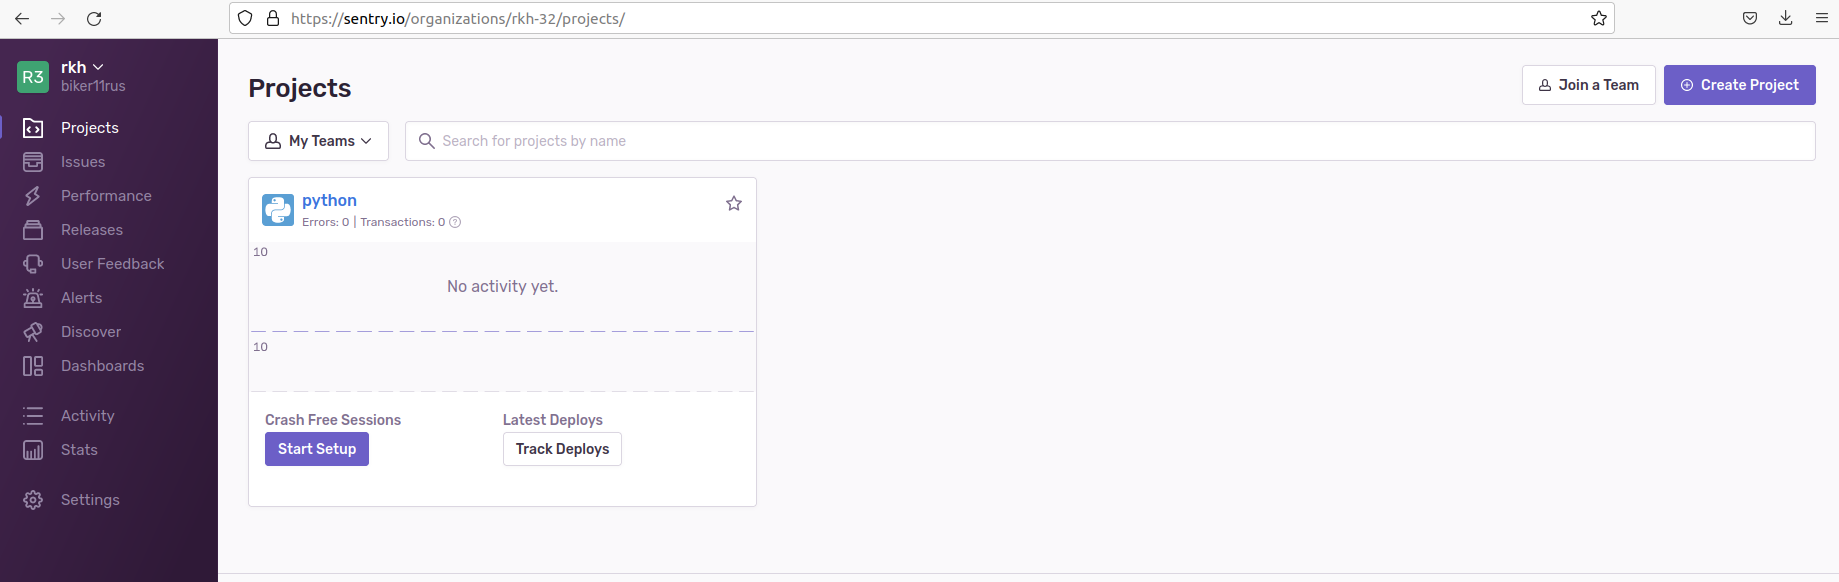 https://sentry.io/organizations/rkh-32/projects/
R3
rkh
biker11rus
Projects
Issues
Performance
Releases
User Feedback
Alerts
Discover
Dashboards
Activity
Stats
Settings
Projects
Join a Team
Create Project
My Teams
Search for projects by name
python
Errors: 0 | Transactions: 0 ?
10
No activity yet.
10
Crash Free Sessions
Start Setup
Latest Deploys
Track Deploys